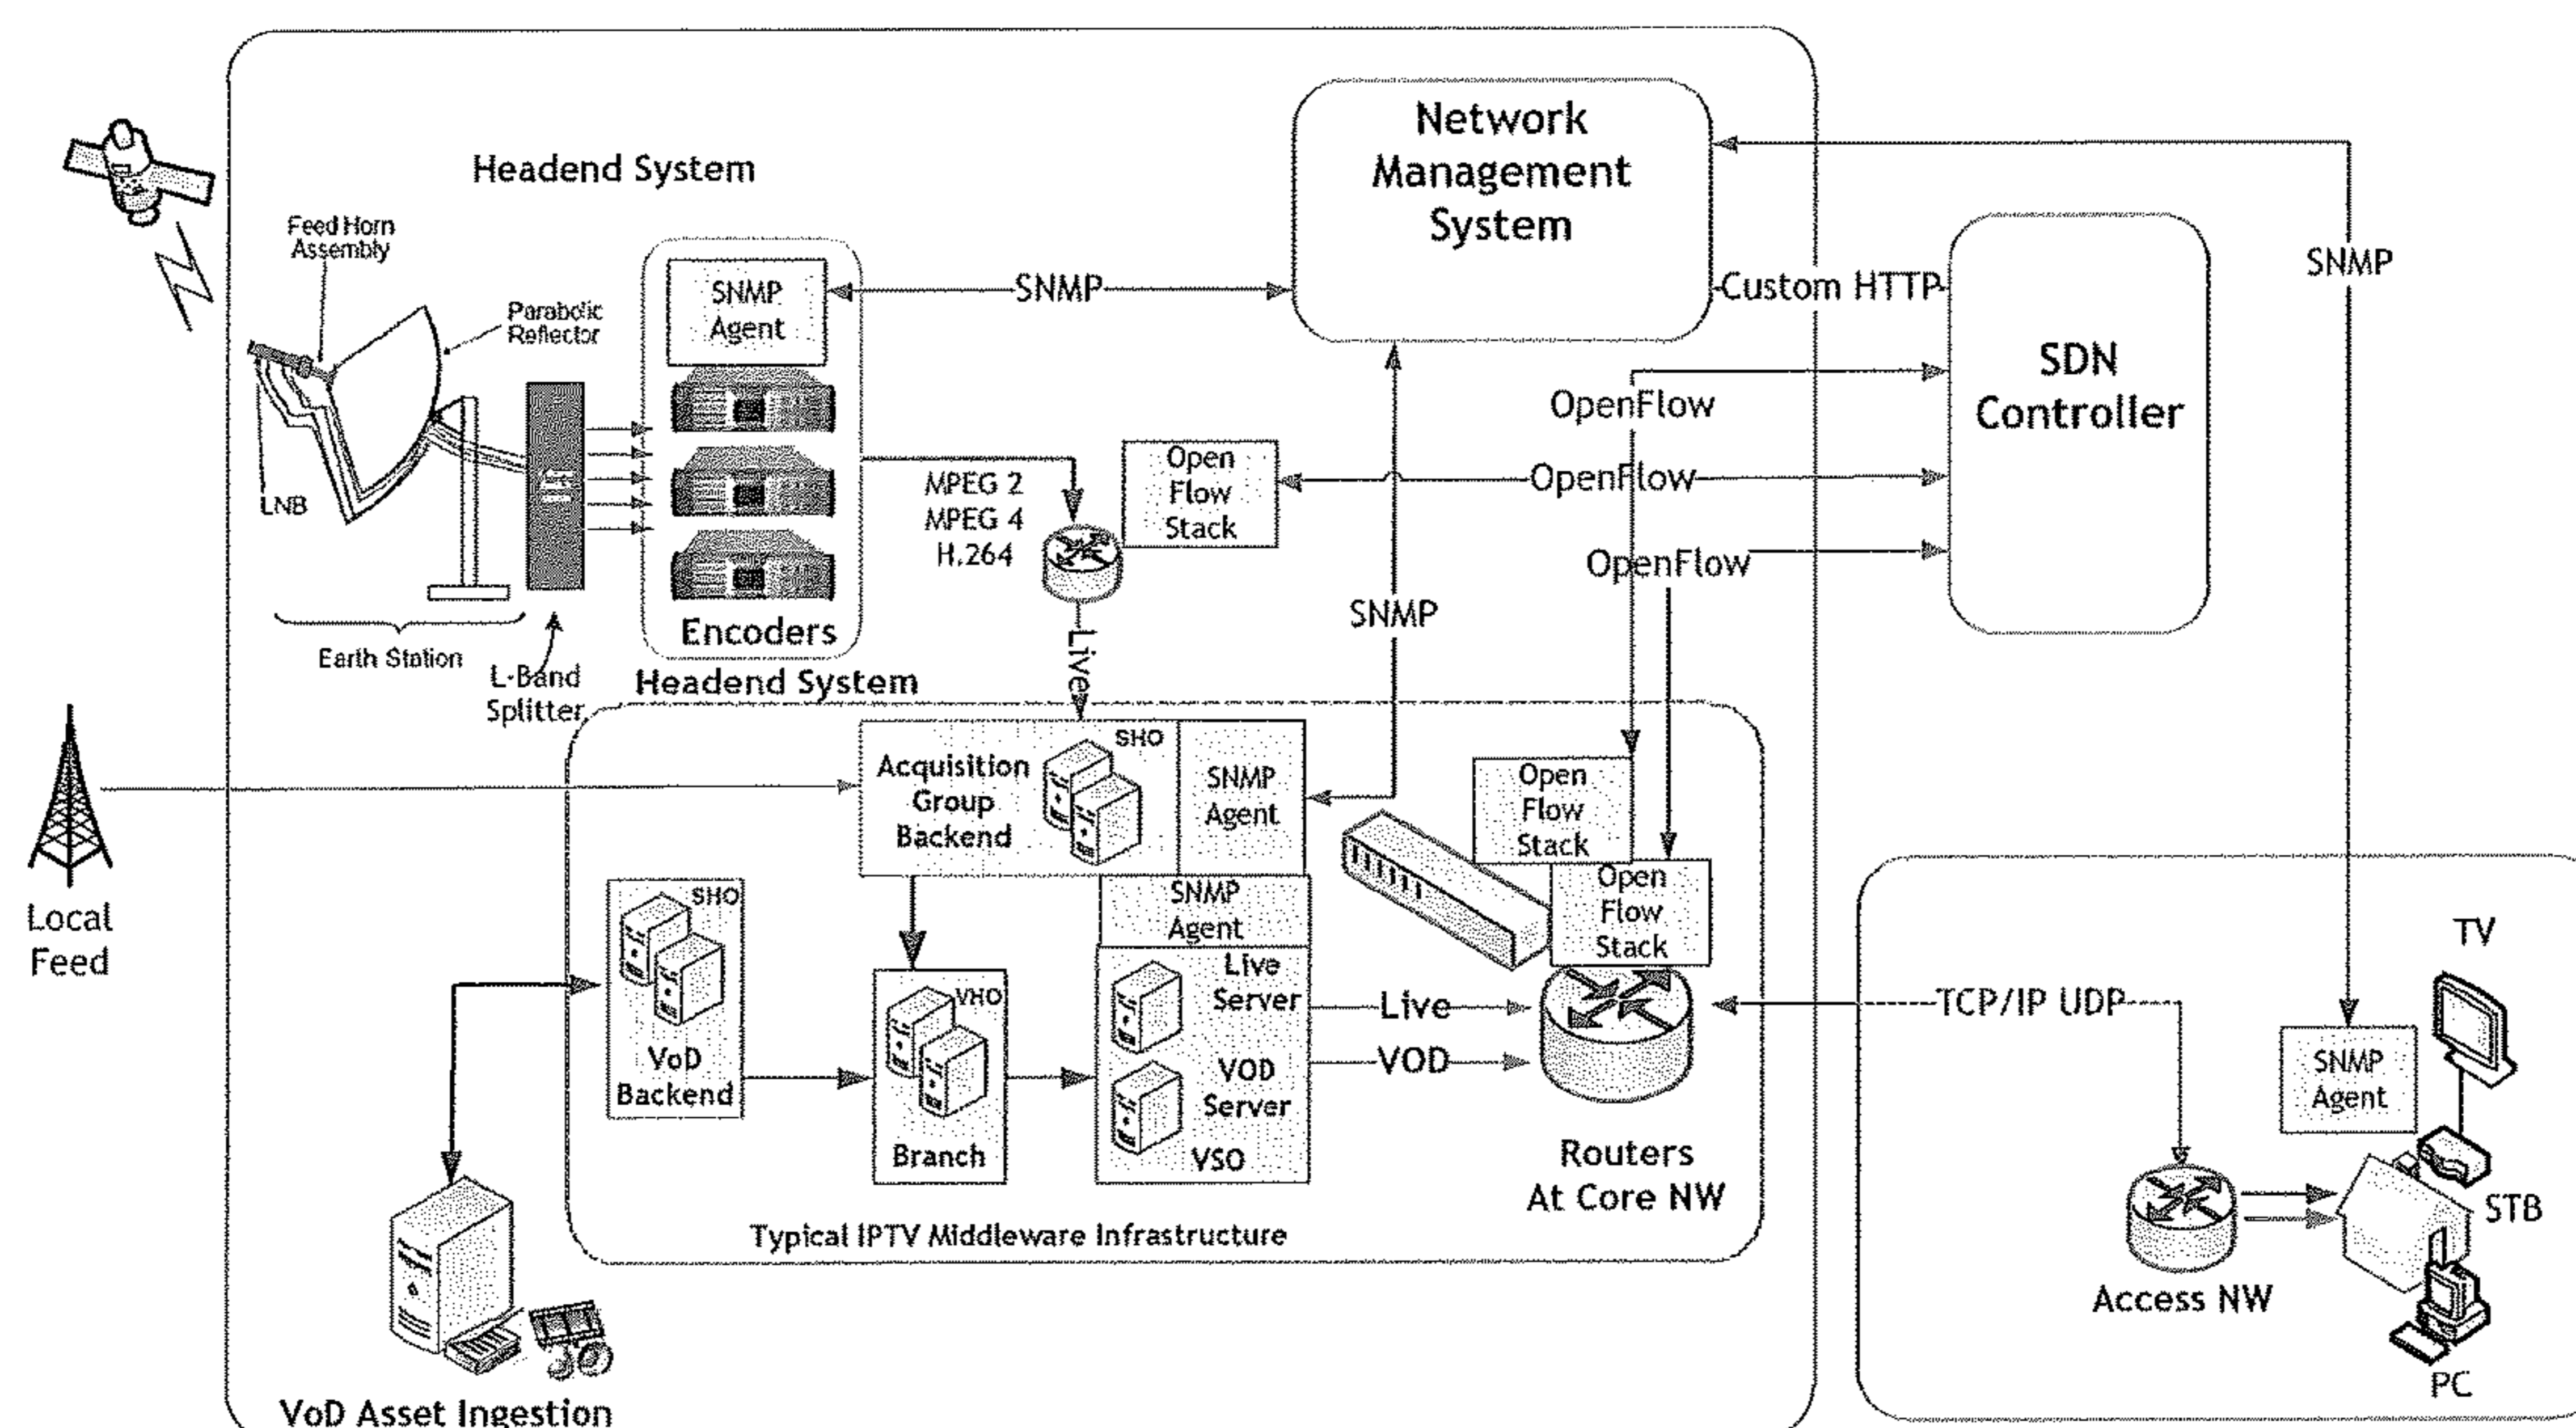 Network
Management
System
Headend System
Feed Horn
Assembly
Parabolic
Reflector
LNB
Earth Station
L-Band
Splitter
SNMP
Agent
Encoders
Headend System
SNMP
Custom HTTP
SNMP
SDN
Controller
OpenFlow
OpenFlow
OpenFlow
MPEG 2
MPEG 4
H.264
Open
Flow
Stack
Live
SNMP
Local
Feed
Acquisition
Group
Backend
SHO
SNMP
Agent
SNMP
Agent
Open
Flow
Stack
Open
Flow
Stack
SHO
VoD
Backend
VHO
Branch
Live
Server
VOD
Server
VSO
Live
VOD
Routers
At Core NW
Typical IPTV Middleware Infrastructure
VoD Asset Ingestion
TCP/IP UDP
TV
SNMP
Agent
STB
Access NW
PC